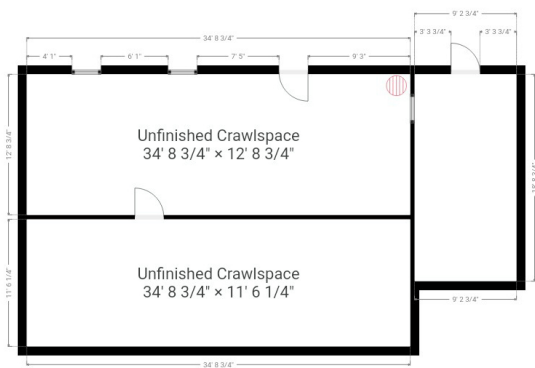 9' 2 3/4"
3' 3 3/4"
3' 3 3/4"
34' 8 3/4"
4' 1"
6' 1"
7' 5"
9' 3"
12' 8 3/4"
Unfinished Crawlspace
34' 8 3/4" × 12' 8 3/4"
11' 6 1/4"
Unfinished Crawlspace
34' 8 3/4" × 11' 6 1/4"
9' 2 3/4"
34' 8 3/4"